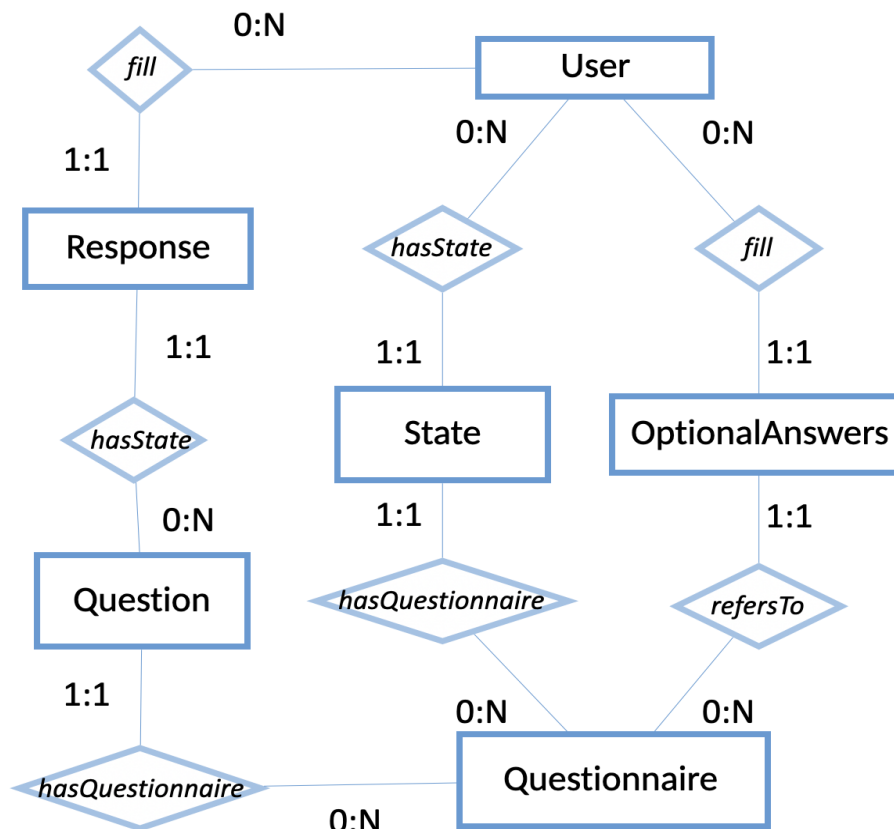 0:N
fill
User
0:N
0:N
1:1
Response
hasState
fill
1:1
1:1
1:1
hasState
State
OptionalAnswers
0:N
1:1
1:1
Question
hasQuestionnaire
refersTo
1:1
0:N
0:N
hasQuestionnaire
Questionnaire
0:N